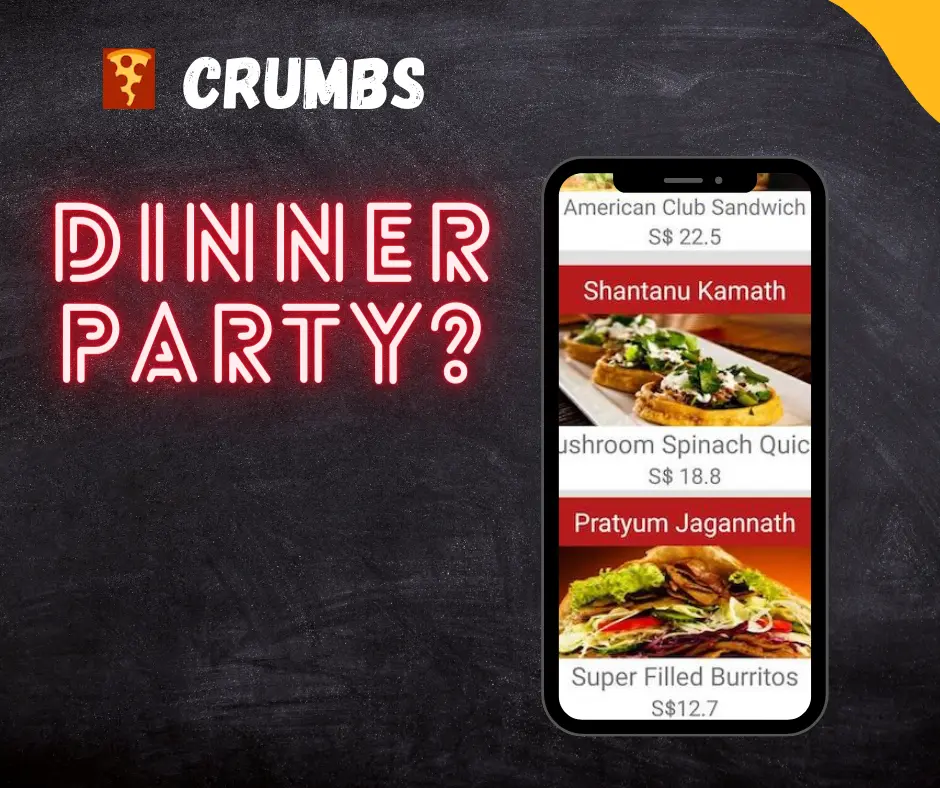 CRUMBS
DINNER
PARTY?
American Club Sandwich
S$ 22.5
Shantanu Kamath
ushroom Spinach Quic
S$ 18.8
Pratyum Jagannath
Super Filled Burritos
S$12.7